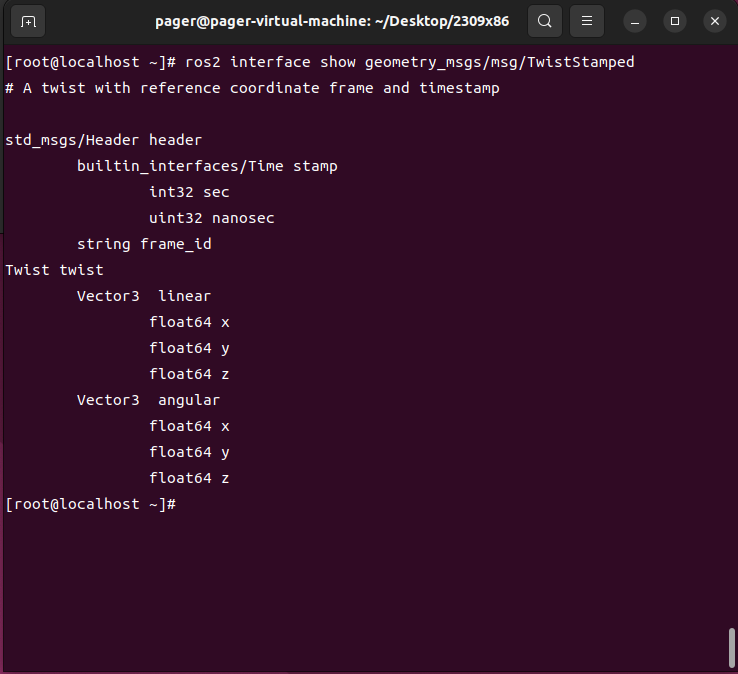 pager@pager-virtual-machine: ~/Desktop/2309x86
[root@localhost ~]# ros2 interface show geometry_msgs/msg/TwistStamped
# A twist with reference coordinate frame and timestamp

std_msgs/Header header
        builtin_interfaces/Time stamp
                int32 sec
                uint32 nanosec
        string frame_id
Twist twist
        Vector3  linear
                float64 x
                float64 y
                float64 z
        Vector3  angular
                float64 x
                float64 y
                float64 z
[root@localhost ~]#